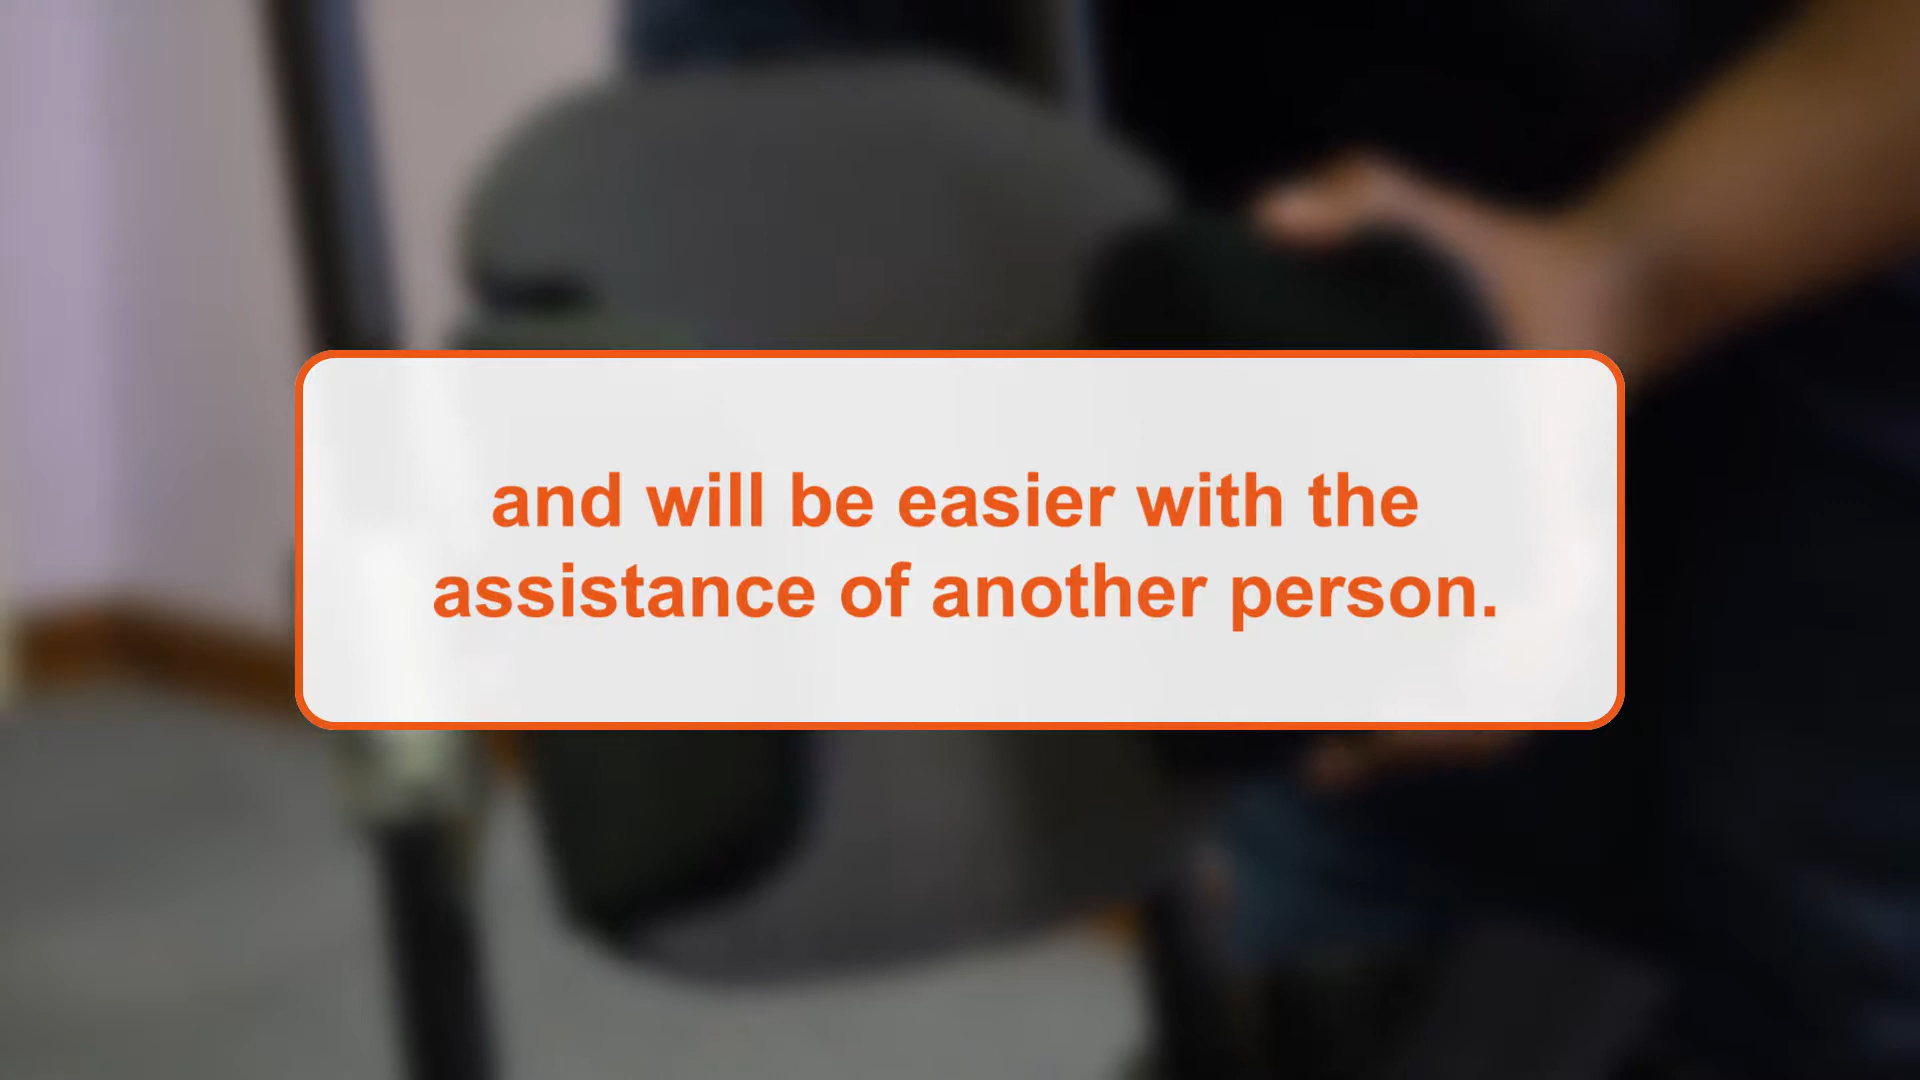 and will be easier with the
assistance of another person.